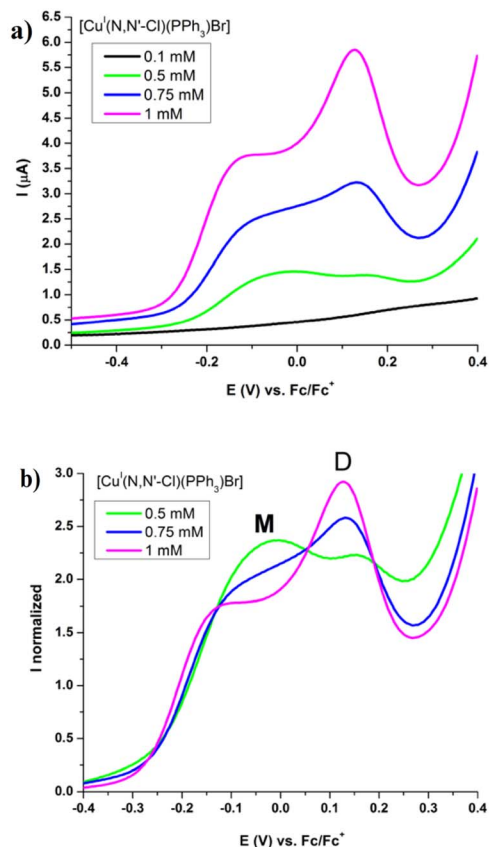 a)
[Cu^I(N,N'-Cl)(PPh₃)Br]
0.1 mM
0.5 mM
0.75 mM
1 mM
I (μA)
6.5
6.0
5.5
5.0
4.5
4.0
3.5
3.0
2.5
2.0
1.5
1.0
0.5
0.0
-0.4 -0.2 0.0 0.2 0.4
E (V) vs. Fc/Fc⁺
b)
[Cu^I(N,N'-Cl)(PPh₃)Br]
0.5 mM
0.75 mM
1 mM
M
D
I normalized
3.0
2.5
2.0
1.5
1.0
0.5
0.0
-0.4 -0.3 -0.2 -0.1 0.0 0.1 0.2 0.3 0.4
E (V) vs. Fc/Fc⁺